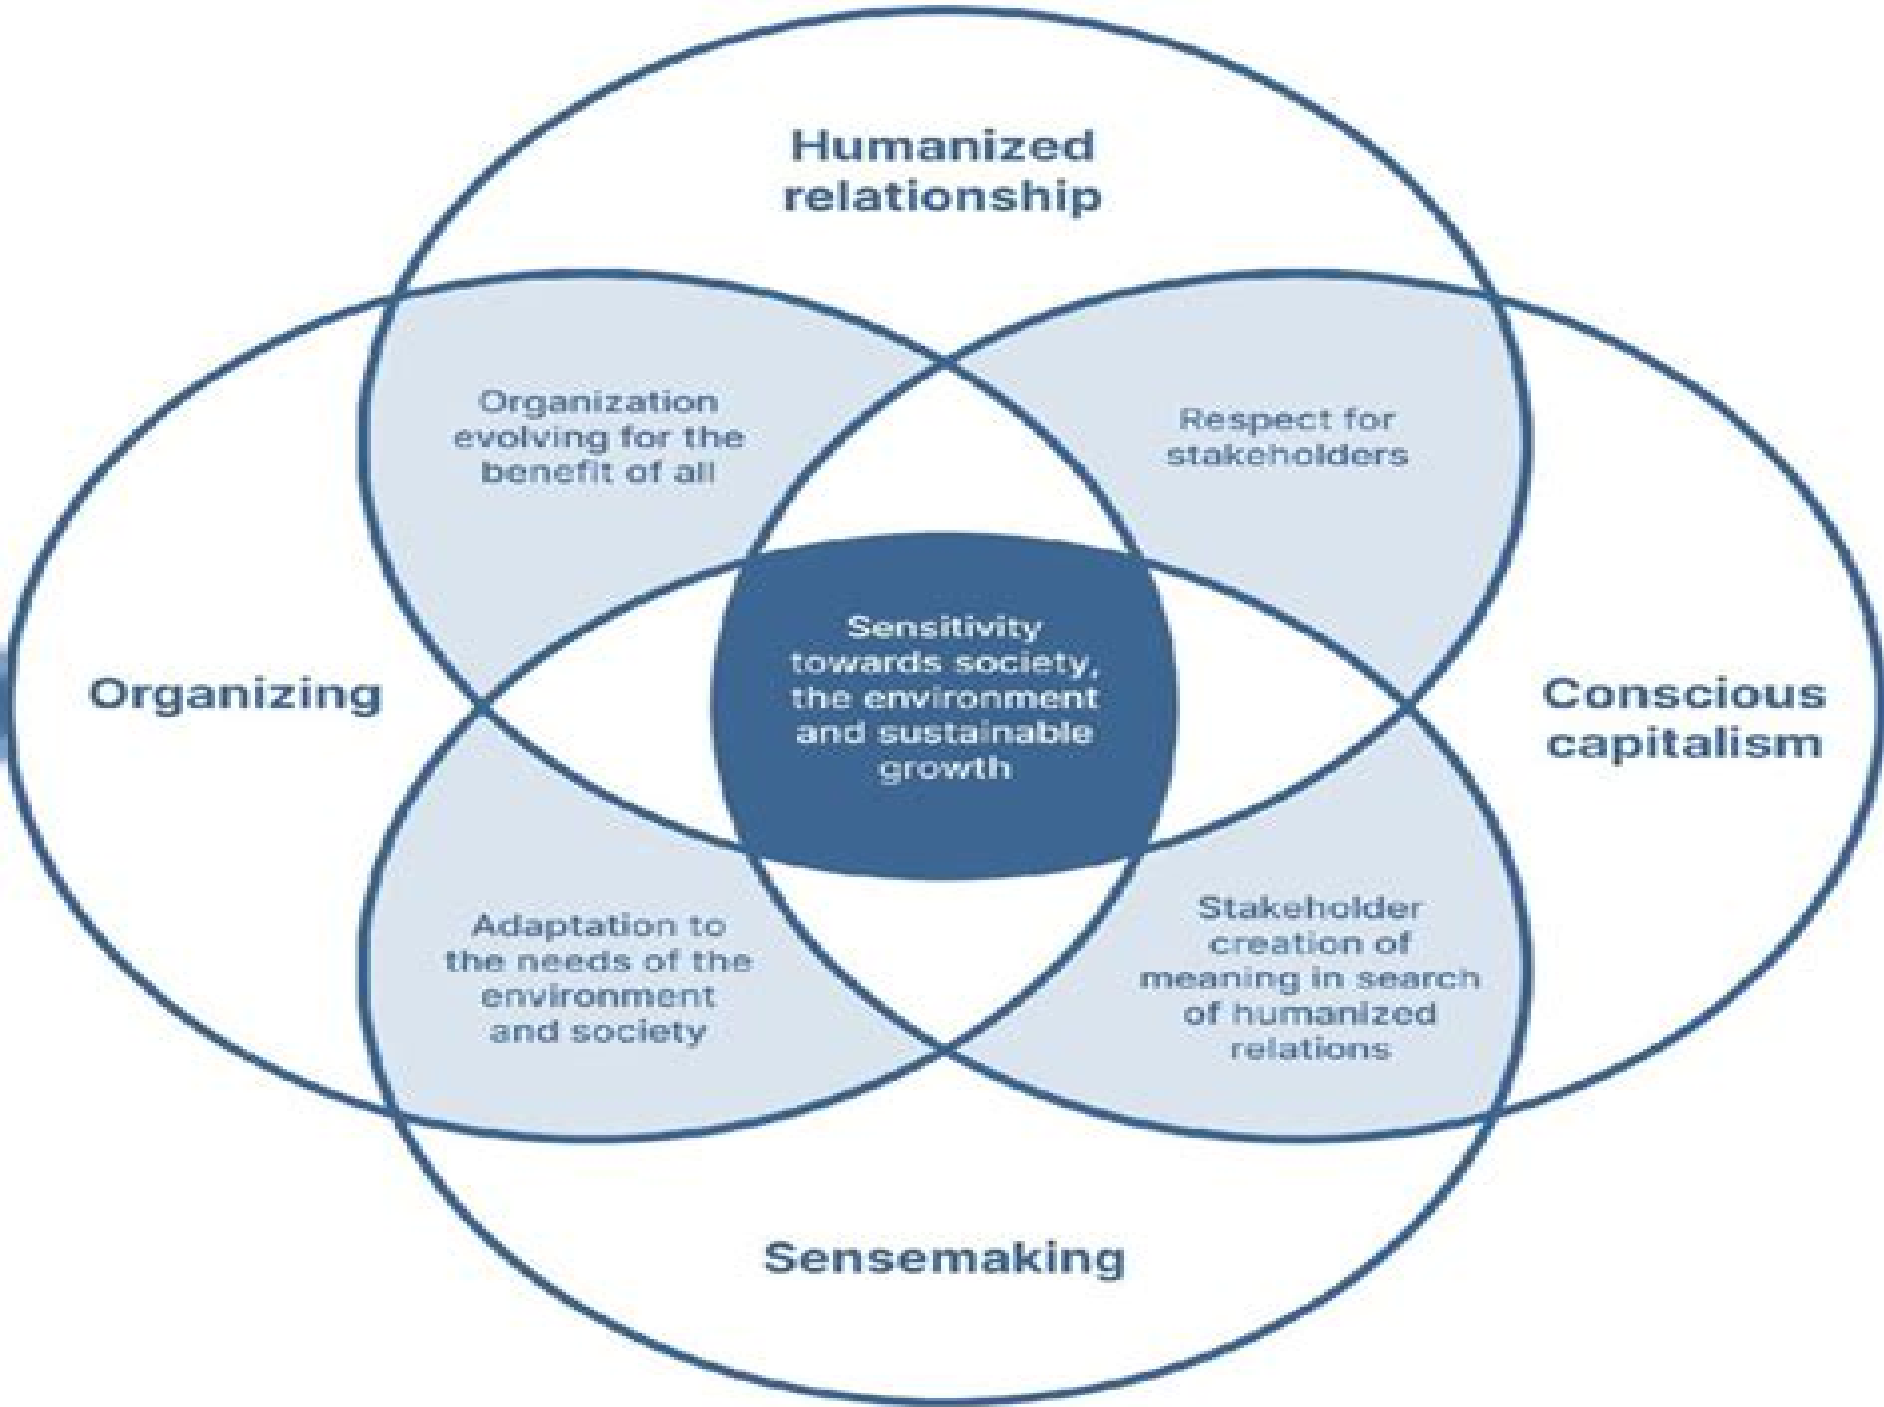 Humanized
relationship
Organization
evolving for the
benefit of all
Respect for
stakeholders
Sensitivity
towards society,
the environment
and sustainable
growth
Organizing
Conscious
capitalism
Adaptation to
the needs of the
environment
and society
Stakeholder
creation of
meaning in search
of humanized
relations
Sensemaking